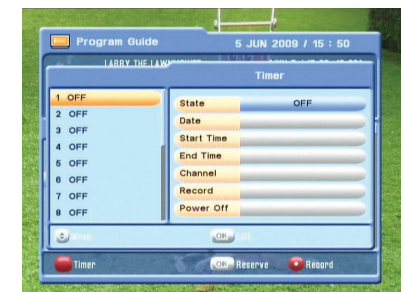 Program Guide
5 JUN 2009 / 15 : 50
LARRY THE LAWNMOWER
Timer
1 OFF
2 OFF
3 OFF
4 OFF
5 OFF
6 OFF
7 OFF
8 OFF
State OFF
Date
Start Time
End Time
Channel
Record
Power Off
Move
OK Edit
Timer
OK Reserve
Record